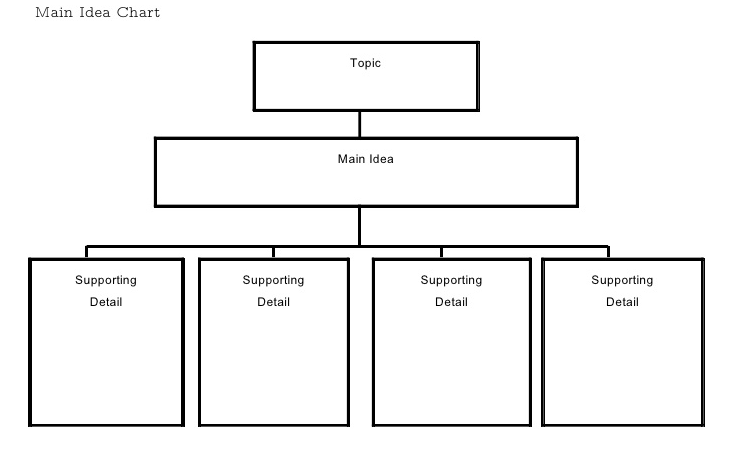 Main Idea Chart
Topic
Main Idea
Supporting
Detail
Supporting
Detail
Supporting
Detail
Supporting
Detail